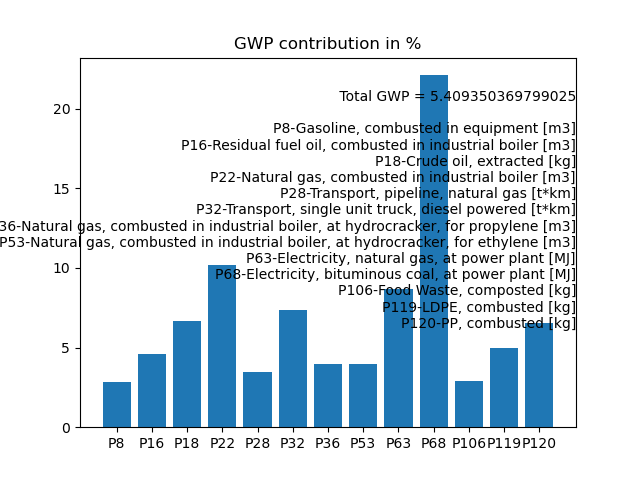 GWP contribution in %
Total GWP = 5.409350369799025
P8-Gasoline, combusted in equipment [m3]
P16-Residual fuel oil, combusted in industrial boiler [m3]
P18-Crude oil, extracted [kg]
P22-Natural gas, combusted in industrial boiler [m3]
P28-Transport, pipeline, natural gas [t*km]
P32-Transport, single unit truck, diesel powered [t*km]
36-Natural gas, combusted in industrial boiler, at hydrocracker, for propylene [m3]
P53-Natural gas, combusted in industrial boiler, at hydrocracker, for ethylene [m3]
P63-Electricity, natural gas, at power plant [MJ]
P68-Electricity, bituminous coal, at power plant [MJ]
P106-Food Waste, composted [kg]
P119-LDPE, combusted [kg]
P120-PP, combusted [kg]
20
15
10
5
0
P8 P16 P18 P22 P28 P32 P36 P53 P63 P68 P106 P119 P120